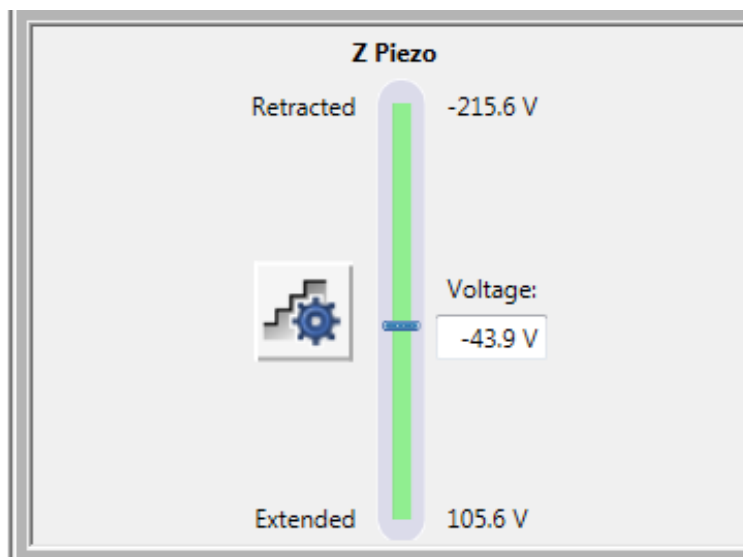 Z Piezo
Retracted -215.6 V
Voltage:
-43.9 V
Extended 105.6 V